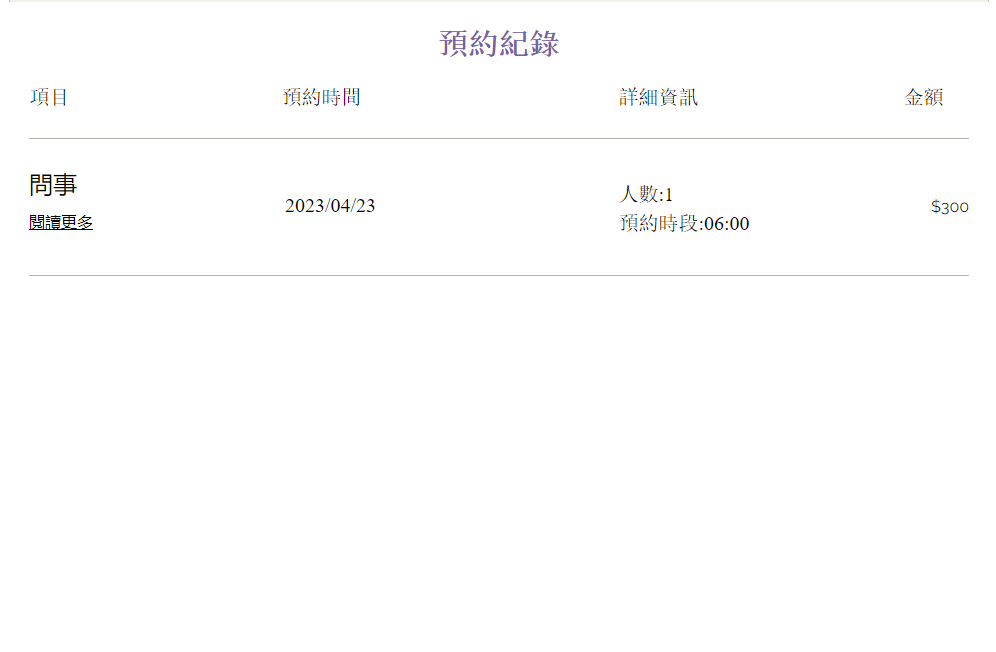 預約紀錄
項目 預約時間 詳細資訊 金額
問事
閱讀更多
2023/04/23
人數:1
預約時段:06:00
$300